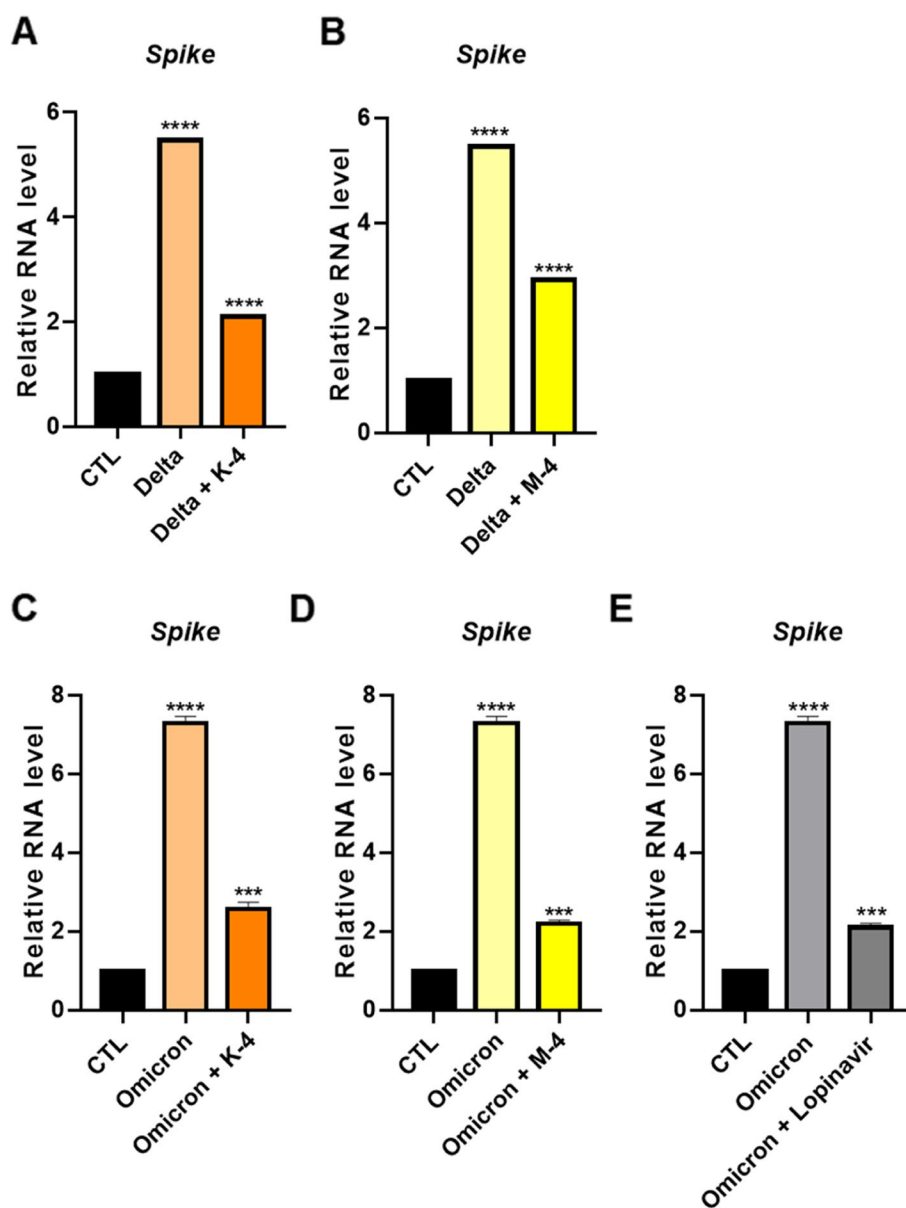 A
Spike
Relative RNA level
6
4
2
0
****
****
CTL
Delta
Delta + K-4
B
Spike
Relative RNA level
6
4
2
0
****
****
CTL
Delta
Delta + M-4
C
Spike
Relative RNA level
8
6
4
2
0
****
***
CTL
Omicron
Omicron + K-4
D
Spike
Relative RNA level
8
6
4
2
0
****
***
CTL
Omicron
Omicron + M-4
E
Spike
Relative RNA level
8
6
4
2
0
****
***
CTL
Omicron
Omicron + Lopinavir